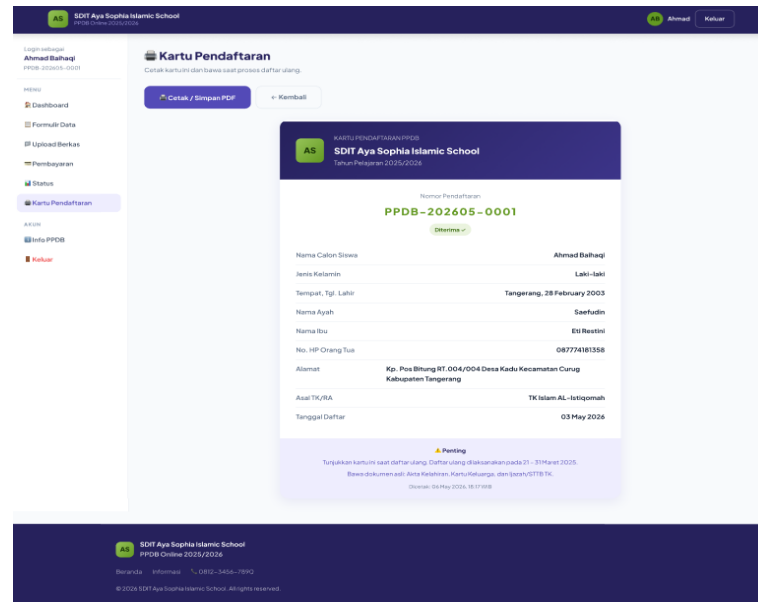 AS
SDIT Aya Sophia Islamic School
PPDB Online 2025/2026
AB Ahmad Keluar
Login sebagai
Ahmad Baihaqi
PPDB-202605-0001
MENU
Dashboard
Formulir Data
Upload Berkas
Pembayaran
Status
Kartu Pendaftaran
AKUN
Info PPDB
Keluar
Kartu Pendaftaran
Cetak kartu ini dan bawa saat proses daftar ulang.
Cetak / Simpan PDF
← Kembali
AS
KARTU PENDAFTARAN PPDB
SDIT Aya Sophia Islamic School
Tahun Pelajaran 2025/2026
Nomor Pendaftaran
PPDB-202605-0001
Diterima ✓
Nama Calon Siswa Ahmad Baihaqi
Jenis Kelamin Laki-laki
Tempat, Tgl. Lahir Tangerang, 28 February 2003
Nama Ayah Saefudin
Nama Ibu Eti Restini
No. HP Orang Tua 087774181358
Alamat Kp. Pos Bitung RT.004/004 Desa Kadu Kecamatan Curug
Kabupaten Tangerang
Asal TK/RA TK Islam AL-Istiqomah
Tanggal Daftar 03 May 2026
⚠ Penting
Tunjukkan kartu ini saat daftar ulang. Daftar ulang dilaksanakan pada 21 – 31 Maret 2025.
Bawa dokumen asli: Akta Kelahiran, Kartu Keluarga, dan Ijazah/STTB TK.
Dicetak: 04 May 2026, 18:17 WIB
AS
SDIT Aya Sophia Islamic School
PPDB Online 2025/2026
Beranda Informasi 0812-3456-7890
© 2026 SDIT Aya Sophia Islamic School. All rights reserved.